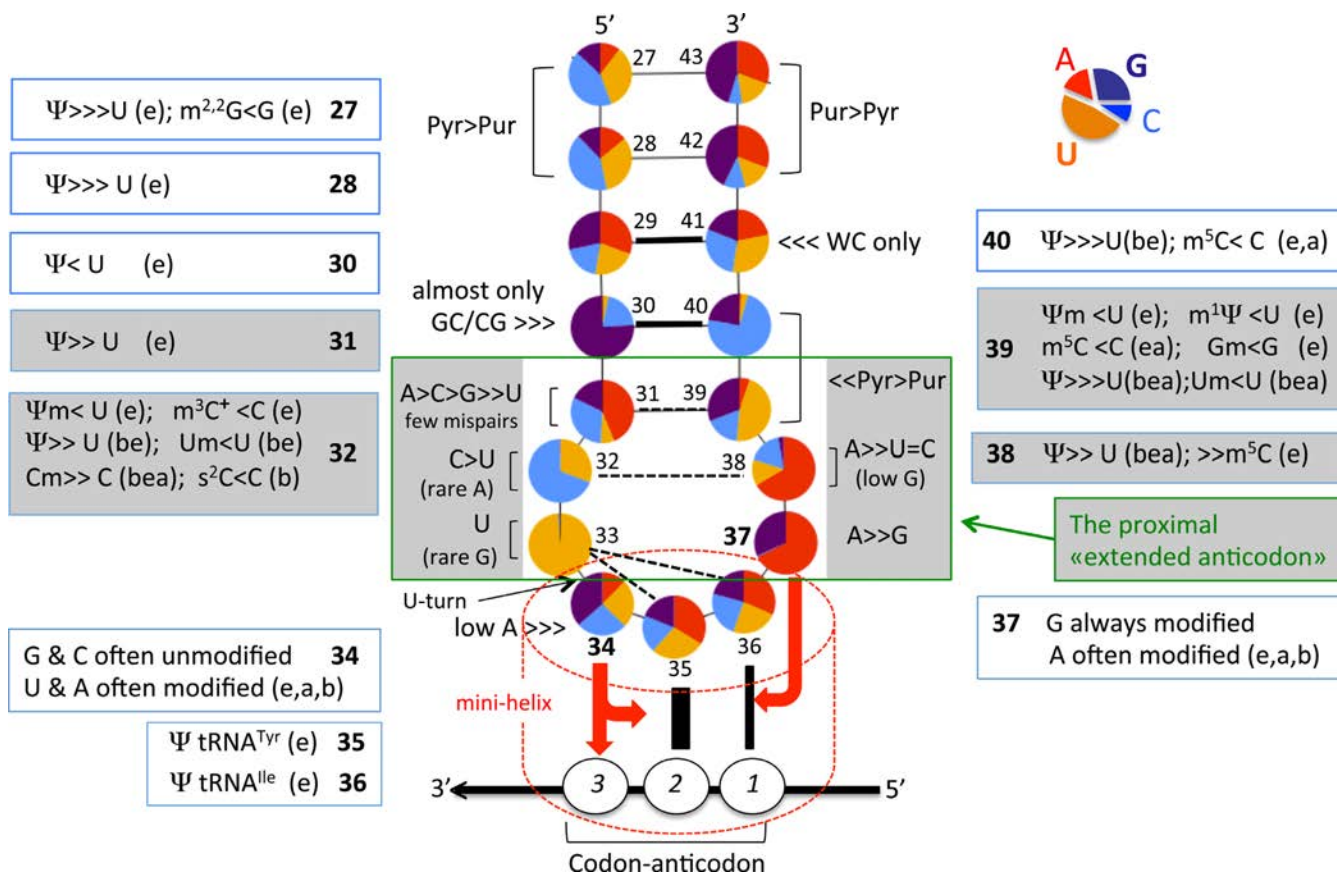 5’ 3’
27 43
Ψ>>>U (e); m²,²G<G (e) 27
Pyr>Pur
Pur>Pyr
A G
U C
28 42
Ψ>>> U (e) 28
29 41
<<< WC only
Ψ< U (e) 30
40 Ψ>>>U(be); m⁵C< C (e,a)
almost only
GC/CG >>>
30 40
Ψ>> U (e) 31
39 Ψm <U (e); m¹Ψ <U (e)
m⁵C <C (ea); Gm<G (e)
Ψ>>>U(bea);Um<U (bea)
A>C>G>>U
few mispairs
31 39
<<Pyr>Pur
Ψm< U (e); m³C⁺ <C (e)
Ψ>> U (be); Um<U (be) 32
Cm>> C (bea); s²C<C (b)
C>U
(rare A)
32 38
A>>U=C
(low G)
38 Ψ>> U (bea); >>m⁵C (e)
U
(rare G)
33 37
A>>G
The proximal
«extended anticodon»
U-turn
low A >>>
34 35 36
37 G always modified
A often modified (e,a,b)
G & C often unmodified 34
U & A often modified (e,a,b)
mini-helix
Ψ tRNAᵀʸʳ (e) 35
Ψ tRNAᴵˡᵉ (e) 36
3’ 3 2 1 5’
Codon-anticodon